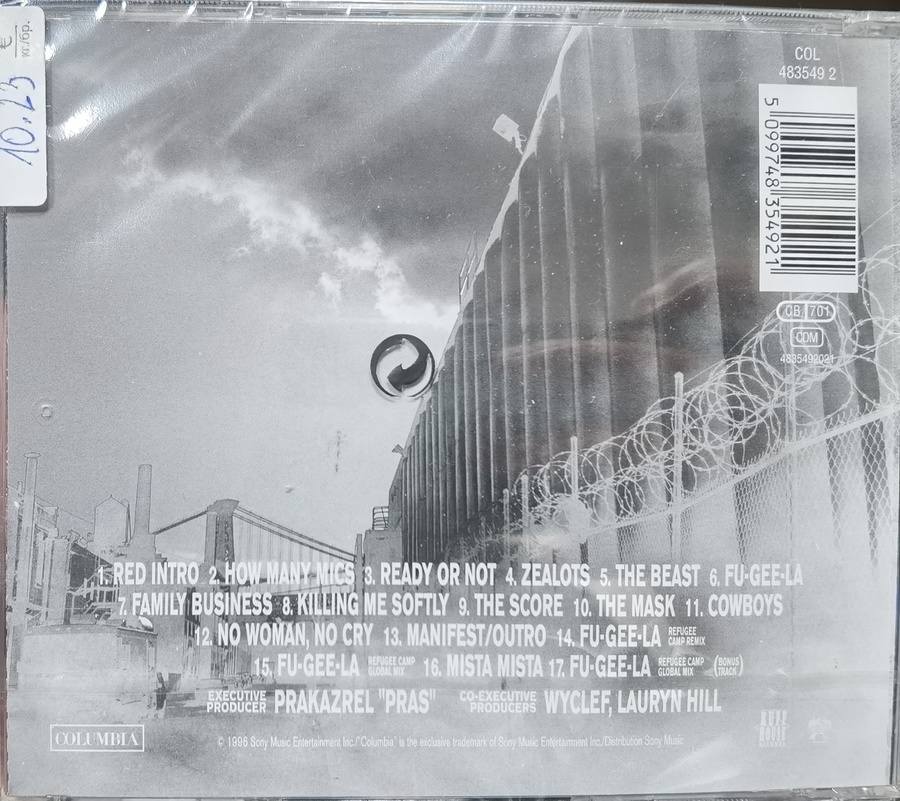 €
кг/бр.
10.23
COL
483549 2
5 099748 354921
CB 701
CDM
4835492021
1. RED INTRO 2. HOW MANY MICS 3. READY OR NOT 4. ZEALOTS 5. THE BEAST 6. FU-GEE-LA
7. FAMILY BUSINESS 8. KILLING ME SOFTLY 9. THE SCORE 10. THE MASK 11. COWBOYS
12. NO WOMAN, NO CRY 13. MANIFEST/OUTRO 14. FU-GEE-LA REFUGEE CAMP REMIX
15. FU-GEE-LA REFUGEE CAMP GLOBAL MIX 16. MISTA MISTA 17. FU-GEE-LA REFUGEE CAMP GLOBAL MIX (BONUS TRACK)
EXECUTIVE PRODUCER PRAKAZREL "PRAS" CO-EXECUTIVE PRODUCERS WYCLEF, LAURYN HILL
COLUMBIA
© 1996 Sony Music Entertainment Inc./"Columbia" is the exclusive trademark of Sony Music Entertainment Inc./Distribution Sony Music
RUFF HOUSE